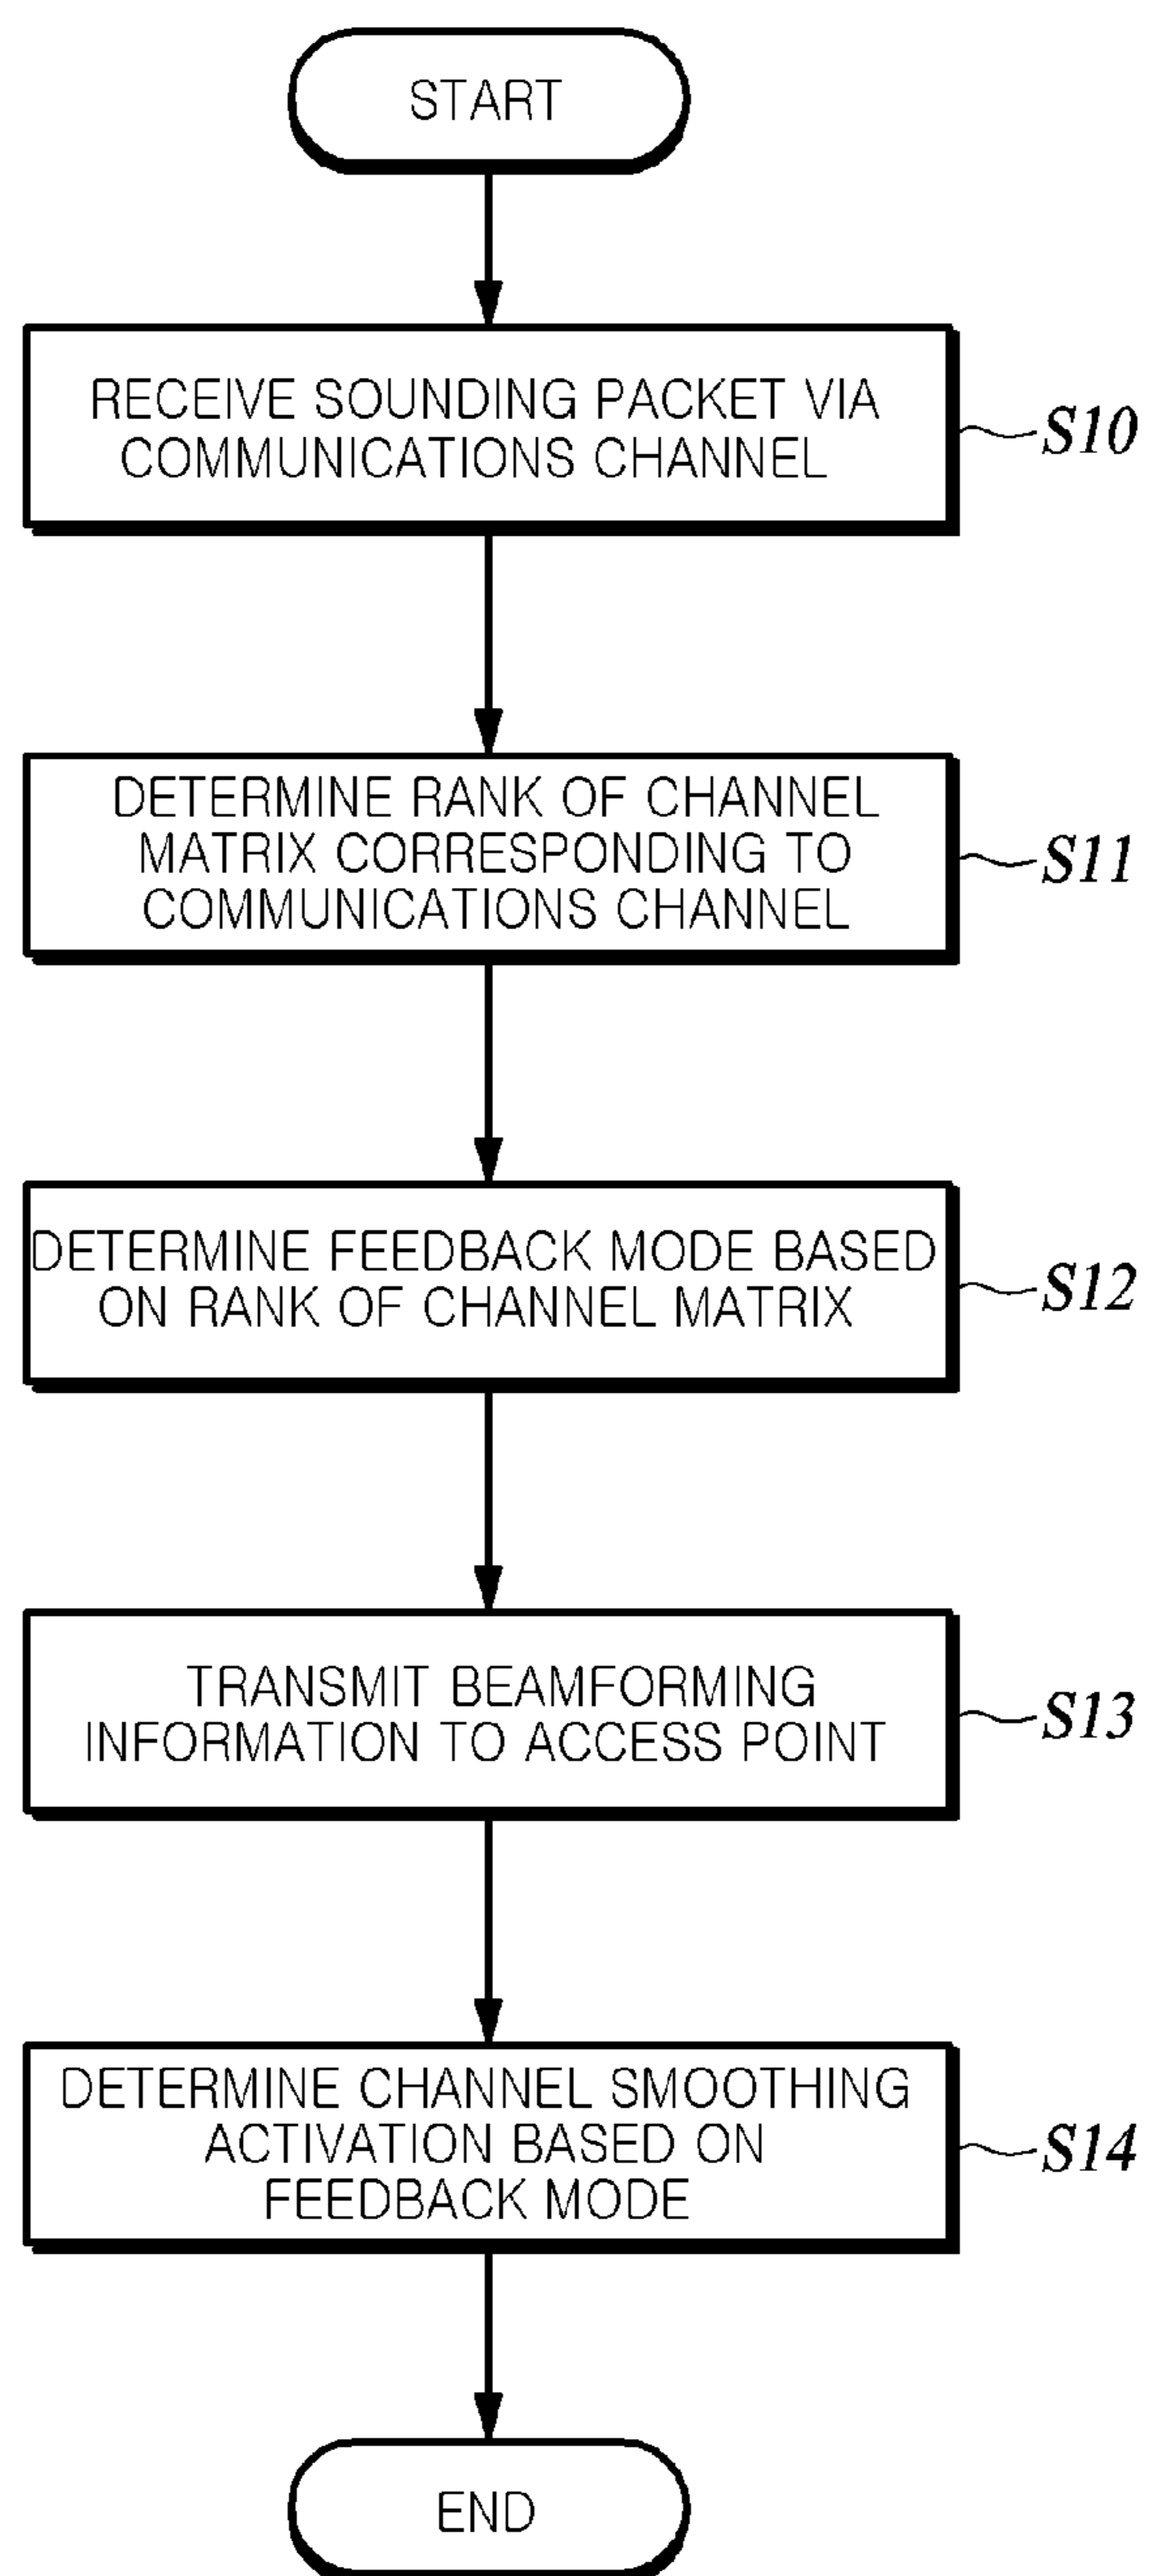 START
RECEIVE SOUNDING PACKET VIA
COMMUNICATIONS CHANNEL
S10
DETERMINE RANK OF CHANNEL
MATRIX CORRESPONDING TO
COMMUNICATIONS CHANNEL
S11
DETERMINE FEEDBACK MODE BASED
ON RANK OF CHANNEL MATRIX
S12
TRANSMIT BEAMFORMING
INFORMATION TO ACCESS POINT
S13
DETERMINE CHANNEL SMOOTHING
ACTIVATION BASED ON
FEEDBACK MODE
S14
END